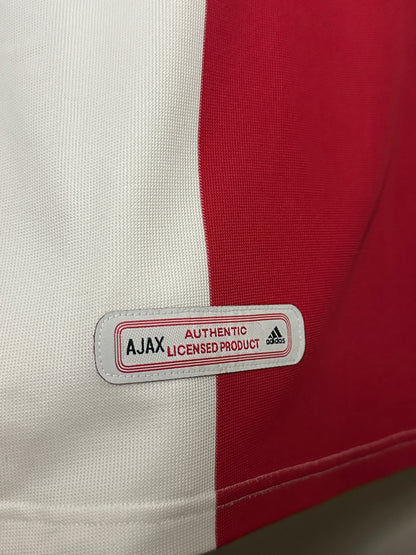 AJAX
AUTHENTIC
LICENSED PRODUCT
adidas